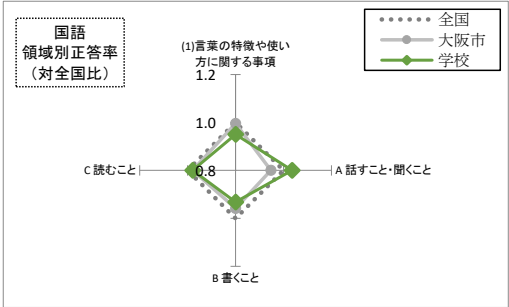 国語
領域別正答率
（対全国比）
全国
大阪市
学校
(1)言葉の特徴や使い
方に関する事項
1.2
1.0
0.8
C 読むこと
A 話すこと・聞くこと
B 書くこと